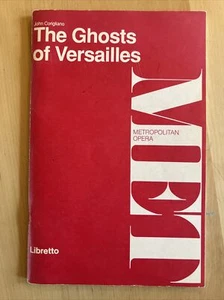 John Corigliano
The Ghosts
of Versailles
MET
METROPOLITAN
OPERA
Libretto